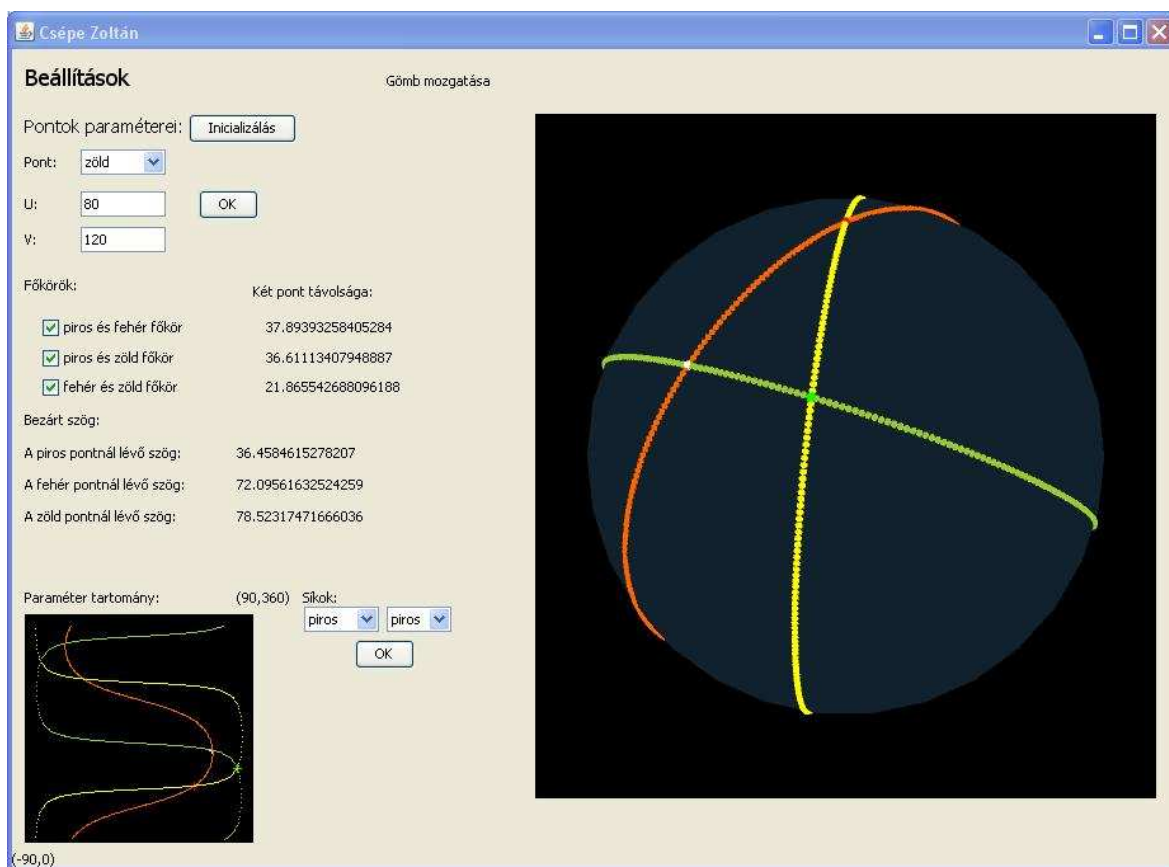 Csépe Zoltán
Beállítások
Gömb mozgatása
Pontok paraméterei: Inicializálás
Pont: zöld
U: 80 OK
V: 120
Főkörök: Két pont távolsága:
piros és fehér főkör 37.89393258405284
piros és zöld főkör 36.61113407948887
fehér és zöld főkör 21.865542688096188
Bezárt szög:
A piros pontnál lévő szög: 36.4584615278207
A fehér pontnál lévő szög: 72.09561632524259
A zöld pontnál lévő szög: 78.52317471666036
Paraméter tartomány: (90,360) Síkok:
piros piros
OK
(-90,0)